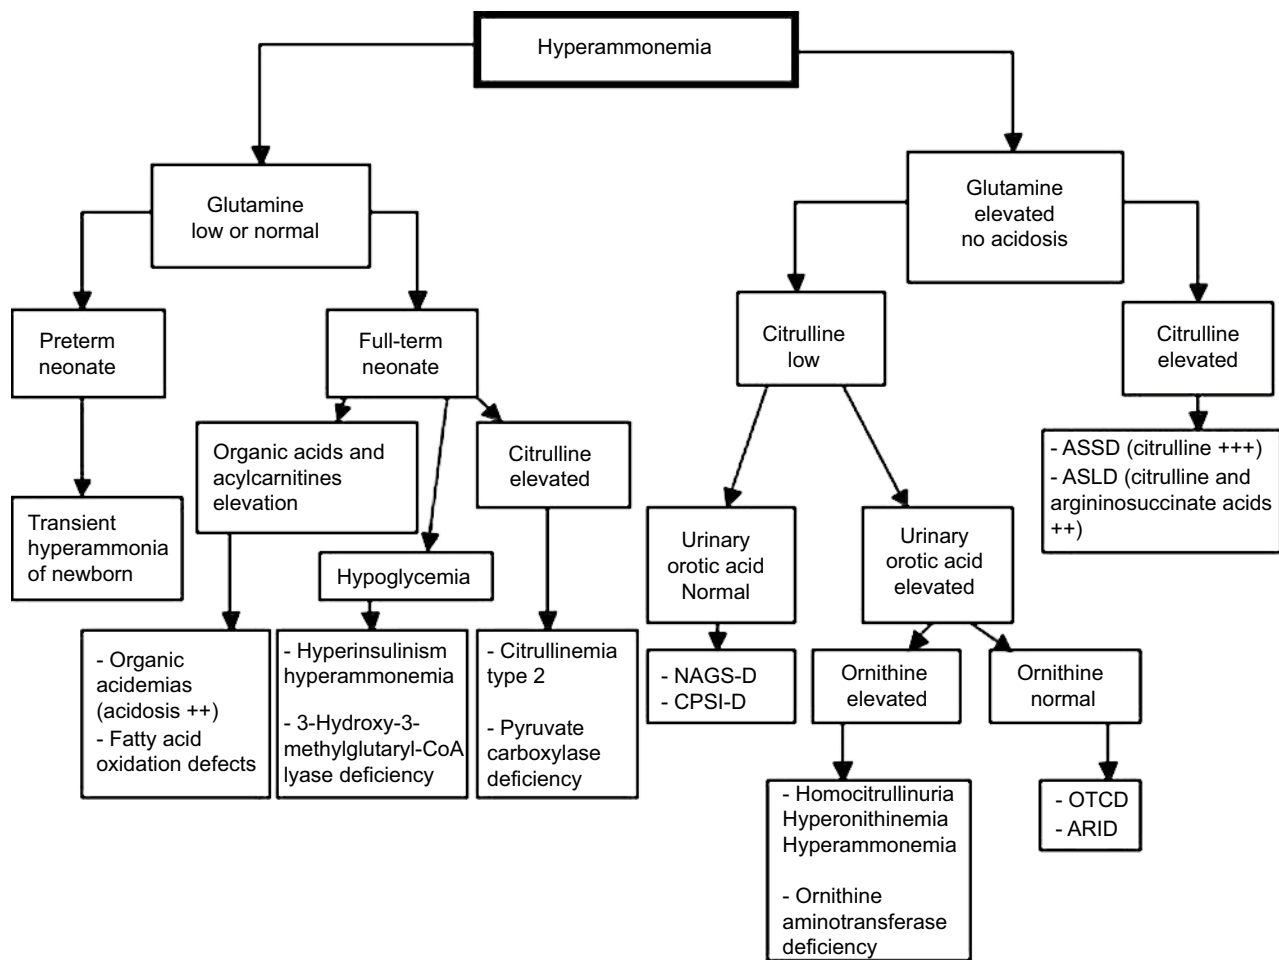 Hyperammonemia
Glutamine
low or normal
Glutamine
elevated
no acidosis
Preterm
neonate
Full-term
neonate
Citrulline
low
Citrulline
elevated
Organic acids and
acylcarnitines
elevation
Citrulline
elevated
- ASSD (citrulline +++)
- ASLD (citrulline and
argininosuccinate acids
++)
Transient
hyperammonia
of newborn
Hypoglycemia
Urinary
orotic acid
Normal
Urinary
orotic acid
elevated
- Organic
acidemias
(acidosis ++)
- Fatty acid
oxidation defects
- Hyperinsulinism
hyperammonemia
- 3-Hydroxy-3-
methylglutaryl-CoA
lyase deficiency
- Citrullinemia
type 2
- Pyruvate
carboxylase
deficiency
- NAGS-D
- CPSI-D
Ornithine
elevated
Ornithine
normal
- Homocitrullinuria
Hyperonithinemia
Hyperammonemia
- Ornithine
aminotransferase
deficiency
- OTCD
- ARID